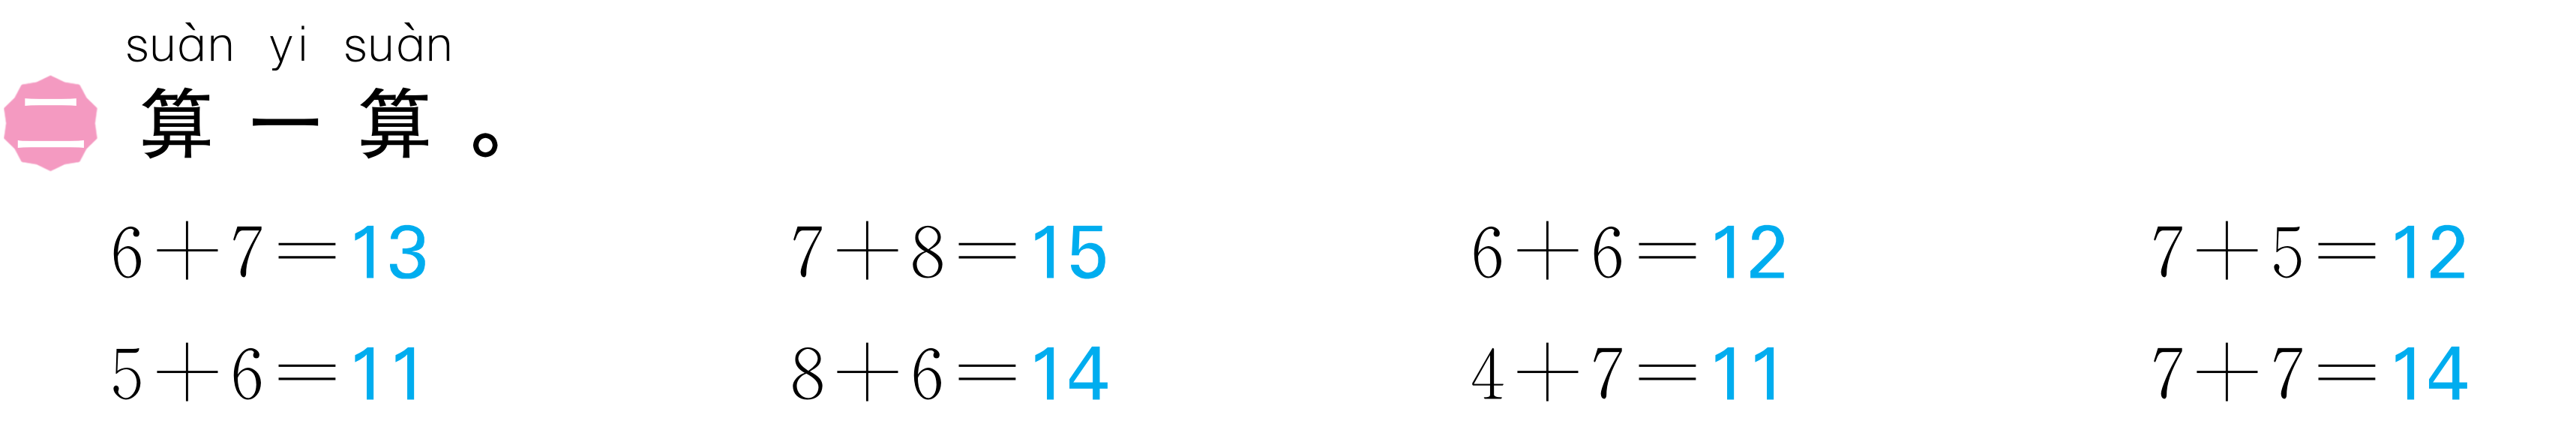 suàn yi suàn
二 算一算。
6+7=13 7+8=15 6+6=12 7+5=12
5+6=11 8+6=14 4+7=11 7+7=14